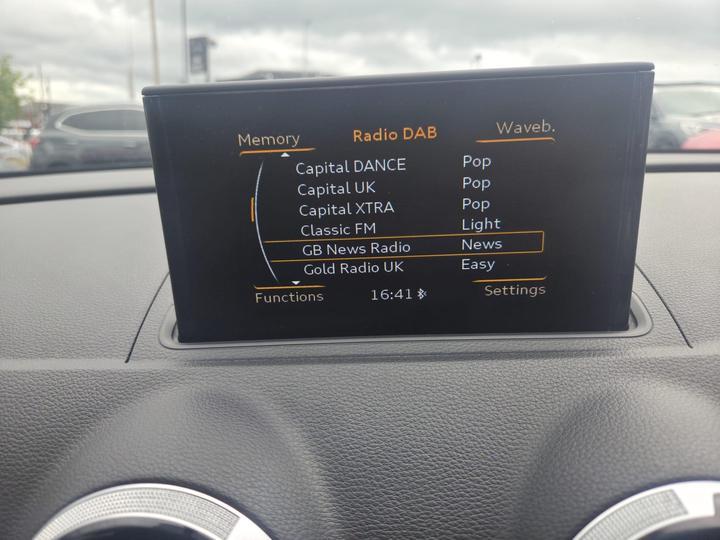 Memory Radio DAB Waveb.
Capital DANCE Pop
Capital UK Pop
Capital XTRA Pop
Classic FM Light
GB News Radio News
Gold Radio UK Easy
Functions 16:41 Settings